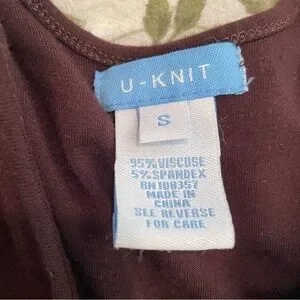 U-KNIT
S
95% VISCOSE
5% SPANDEX
RN 108357
MADE IN
CHINA
SEE REVERSE
FOR CARE